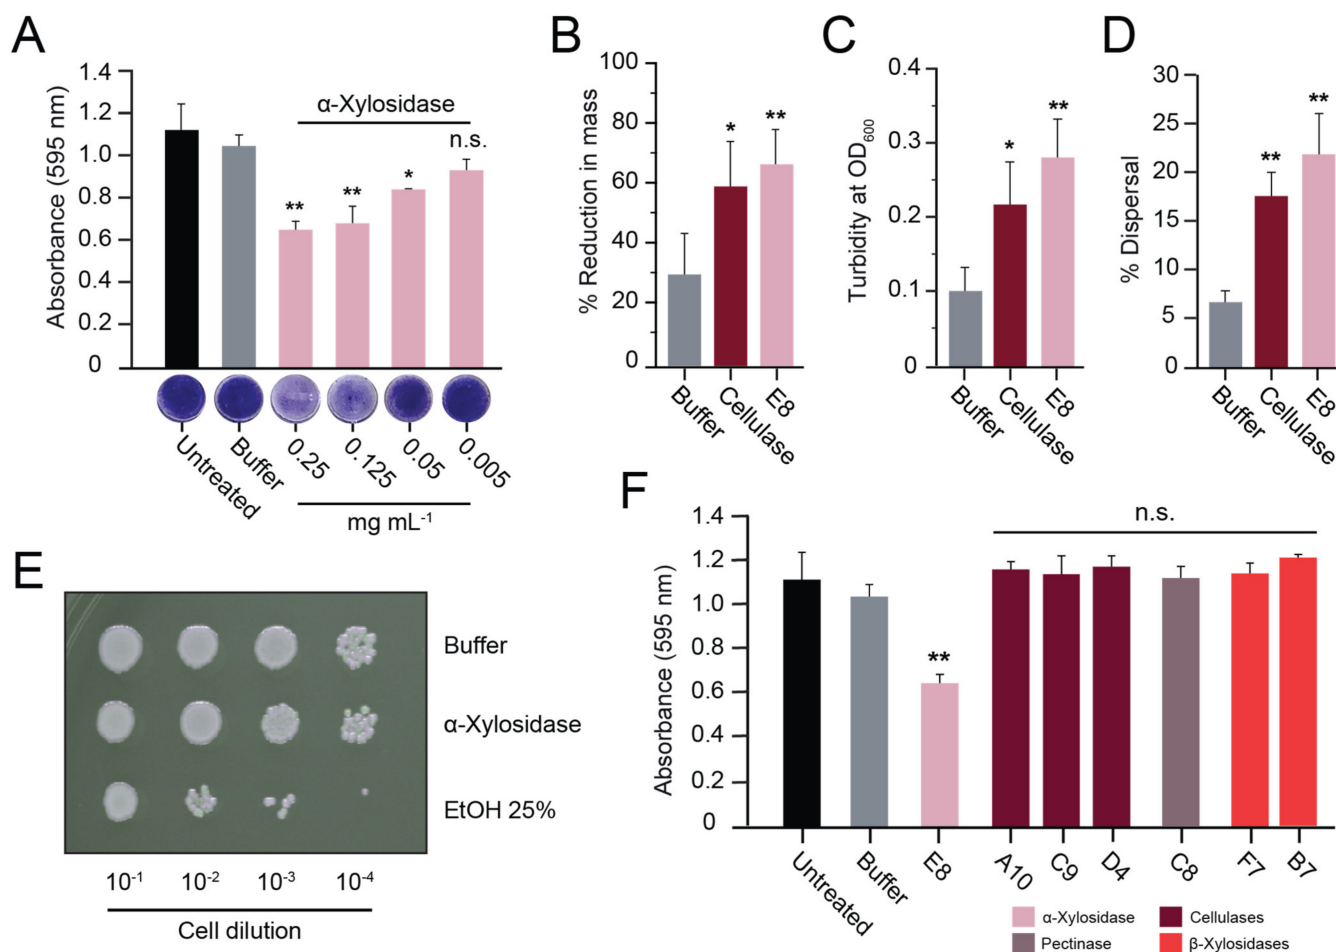 A
Absorbance (595 nm)
1.4
1.2
1.0
0.8
0.6
0.4
0.2
0
α-Xylosidase
**
**
*
n.s.
Untreated
Buffer
0.25
0.125
0.05
0.005
mg mL⁻¹
B
% Reduction in mass
100
80
60
40
20
0
*
**
Buffer
Cellulase
E8
C
Turbidity at OD₆₀₀
0.4
0.3
0.2
0.1
0
*
**
Buffer
Cellulase
E8
D
% Dispersal
30
25
20
15
10
5
0
**
**
Buffer
Cellulase
E8
E
Buffer
α-Xylosidase
EtOH 25%
10⁻¹ 10⁻² 10⁻³ 10⁻⁴
Cell dilution
F
Absorbance (595 nm)
1.4
1.2
1.0
0.8
0.6
0.4
0.2
0
**
n.s.
Untreated
Buffer
E8
A10
C9
D4
C8
F7
B7
α-Xylosidase
Cellulases
Pectinase
β-Xylosidases